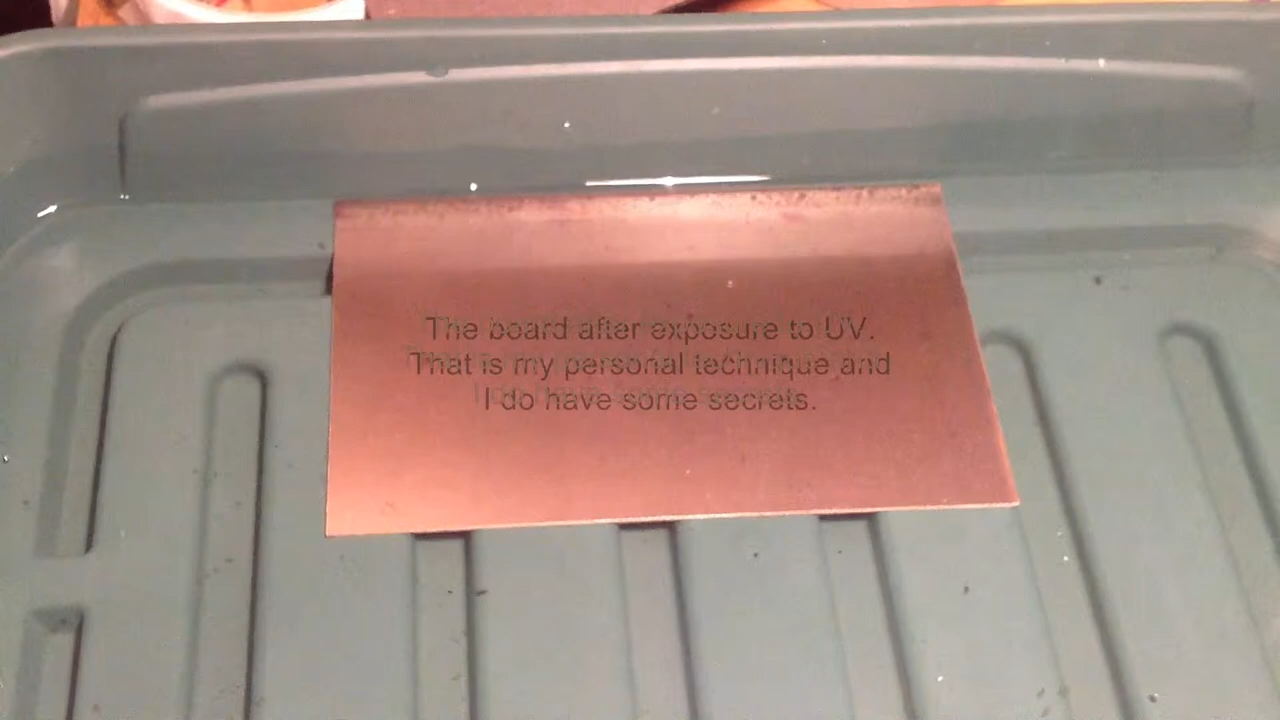 The board after exposure to UV.
That is my personal technique and
I do have some secrets.